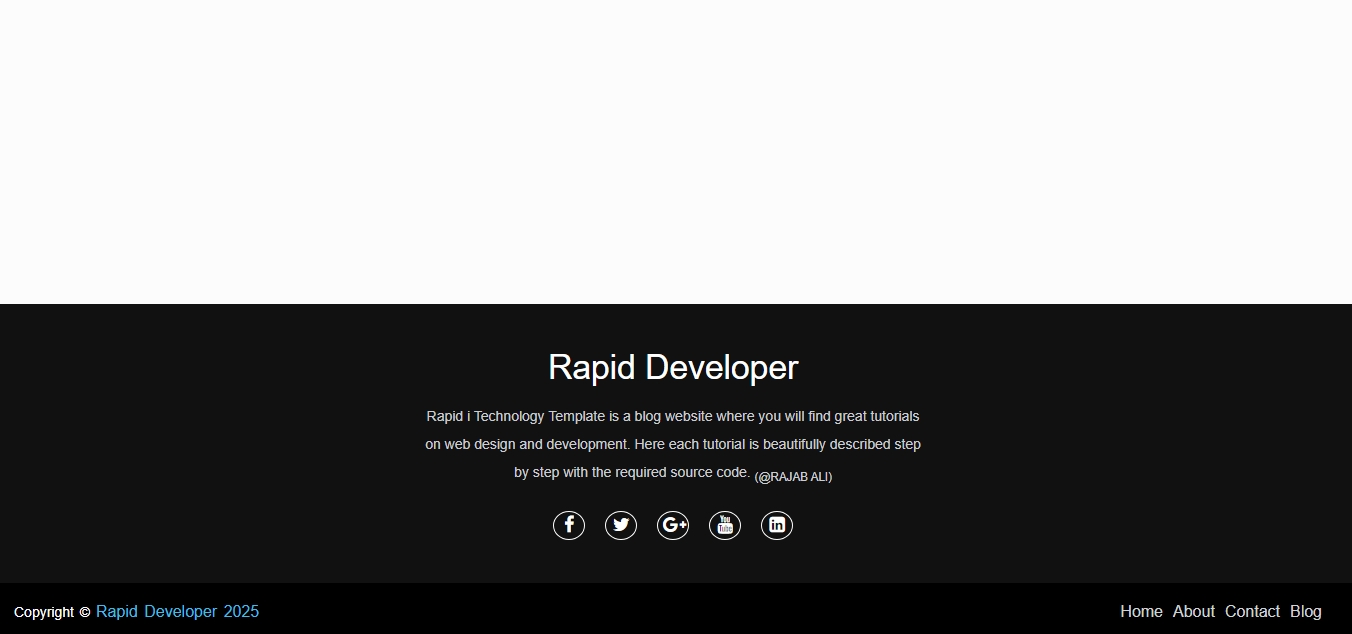 Rapid Developer
Rapid i Technology Template is a blog website where you will find great tutorials
on web design and development. Here each tutorial is beautifully described step
by step with the required source code. (@RAJAB ALI)
You Tube
Copyright © Rapid Developer 2025
Home About Contact Blog